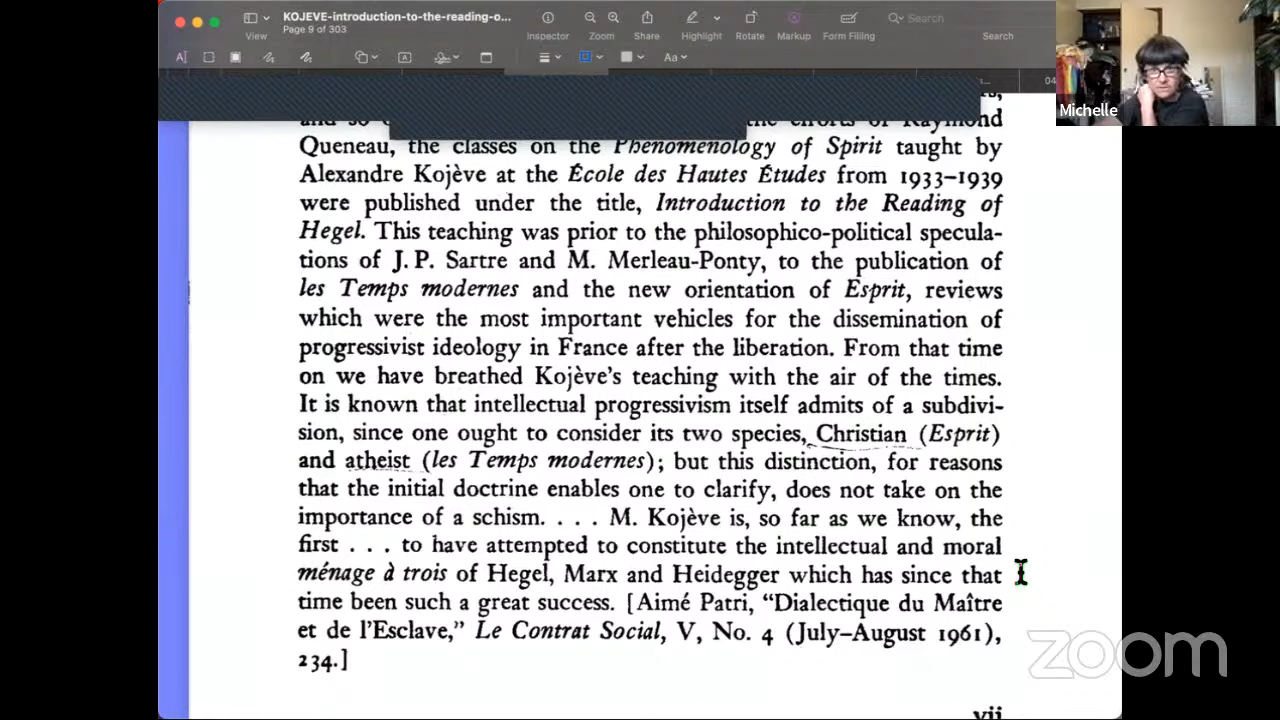 KOJEVE-introduction-to-the-reading-o...
Page 9 of 303
View
Inspector
Zoom
Share
Highlight
Rotate
Markup
Form Filling
Search
Search
Aa
Michelle
and so the efforts of Raymond
Queneau, the classes on the Phenomenology of Spirit taught by
Alexandre Kojève at the École des Hautes Études from 1933–1939
were published under the title, Introduction to the Reading of
Hegel. This teaching was prior to the philosophico-political specula-
tions of J. P. Sartre and M. Merleau-Ponty, to the publication of
les Temps modernes and the new orientation of Esprit, reviews
which were the most important vehicles for the dissemination of
progressivist ideology in France after the liberation. From that time
on we have breathed Kojève's teaching with the air of the times.
It is known that intellectual progressivism itself admits of a subdivi-
sion, since one ought to consider its two species, Christian (Esprit)
and atheist (les Temps modernes); but this distinction, for reasons
that the initial doctrine enables one to clarify, does not take on the
importance of a schism. . . . M. Kojève is, so far as we know, the
first . . . to have attempted to constitute the intellectual and moral
ménage à trois of Hegel, Marx and Heidegger which has since that
time been such a great success. [Aimé Patri, “Dialectique du Maître
et de l'Esclave,” Le Contrat Social, V, No. 4 (July–August 1961),
234.]
vii
zoom